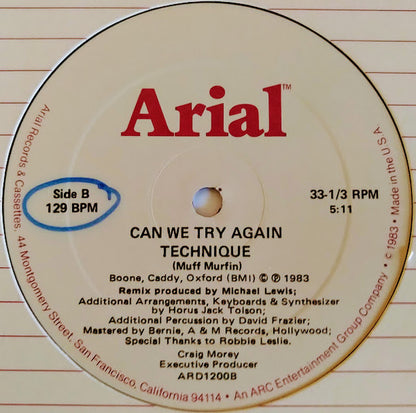 Arial™
Side B
129 BPM
33-1/3 RPM
5:11
CAN WE TRY AGAIN
TECHNIQUE
(Muff Murfin)
Boone, Caddy, Oxford (BMI) © ℗ 1983
Remix produced by Michael Lewis;
Additional Arrangements, Keyboards & Synthesizer
by Horus Jack Tolson;
Additional Percussion by David Frazier;
Mastered by Bernie, A & M Records, Hollywood;
Special Thanks to Robbie Leslie.
Craig Morey
Executive Producer
ARD1200B
Arial Records & Cassettes, 44 Montgomery Street, San Francisco, California 94114 • An ARC Entertainment Group Company • © 1983 • Made in the U S A